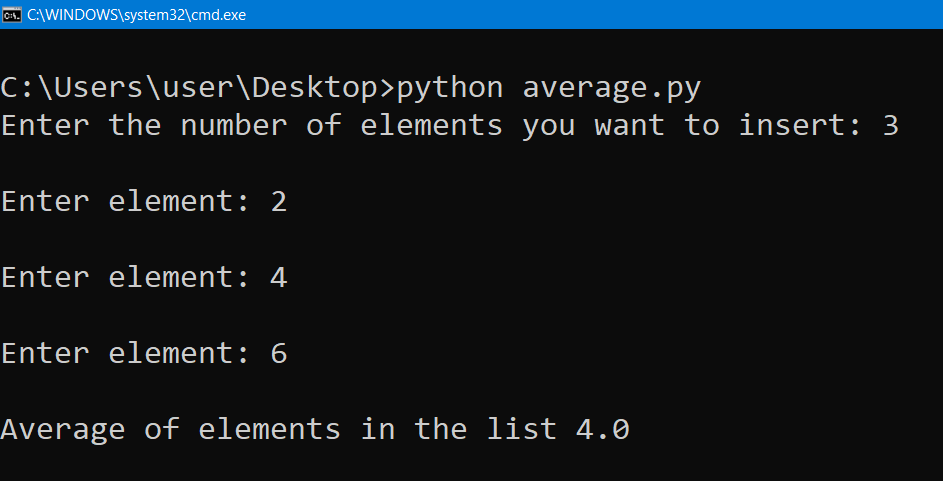 C:\WINDOWS\system32\cmd.exe
C:\Users\user\Desktop>python average.py
Enter the number of elements you want to insert: 3
Enter element: 2
Enter element: 4
Enter element: 6
Average of elements in the list 4.0